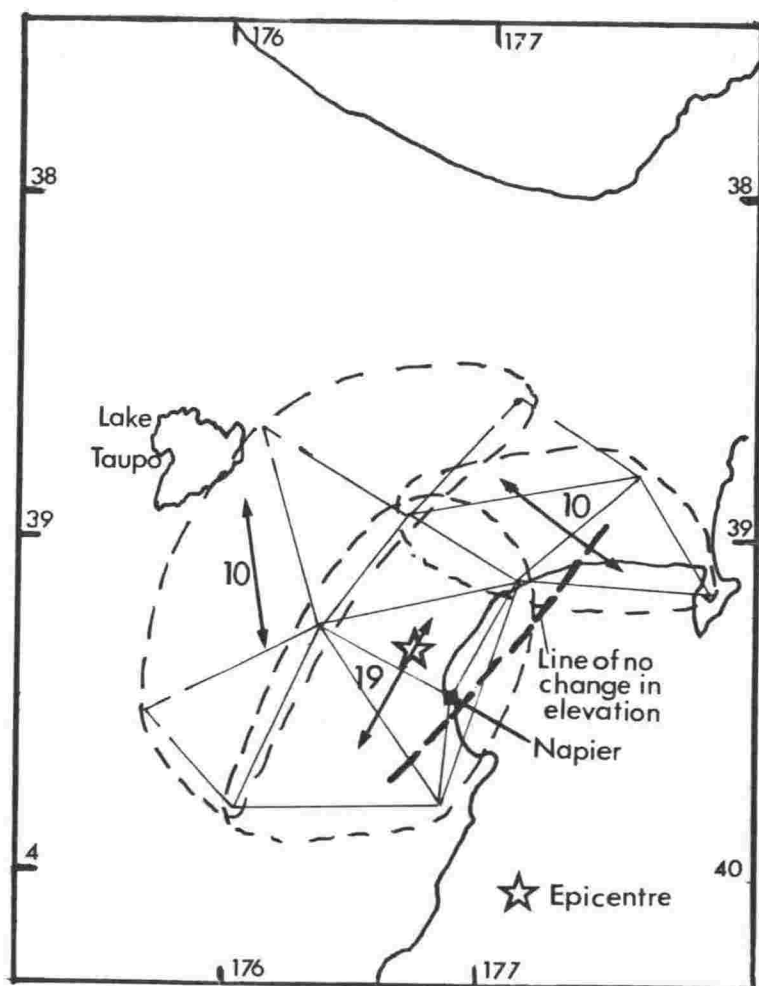 176
177
38
38
Lake
Taupo
39
39
10
10
19
Line of no
change in
elevation
Napier
4
40
Epicentre
176
177